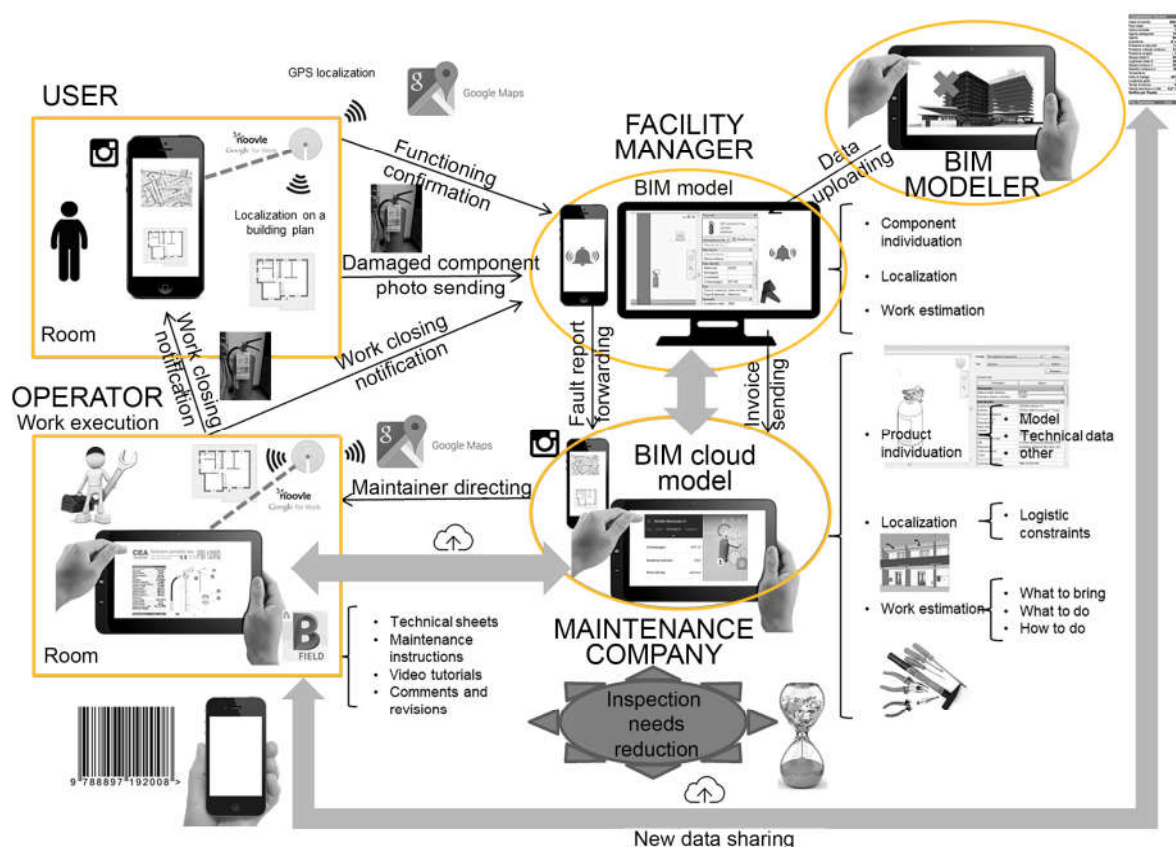 GPS localization
Google Maps
USER
noovle
Google for Work
Localization on a
building plan
Room
Functioning
confirmation
Damaged component
photo sending
Work closing
notification
Work closing
notification
FACILITY
MANAGER
BIM model
Data
uploading
BIM
MODELER
• Component
individuation
• Localization
• Work estimation
Fault report
forwarding
Invoice
sending
OPERATOR
Work execution
Google Maps
noovle
Google for Work
Maintainer directing
CEA
Room
B
FIELD
• Technical sheets
• Maintenance
instructions
• Video tutorials
• Comments and
revisions
BIM cloud
model
1
MAINTENANCE
COMPANY
Inspection
needs
reduction
• Product
individuation
• Model
• Technical data
• other
• Localization
• Logistic
constraints
• Work estimation
• What to bring
• What to do
• How to do
9 788897 192008 >
New data sharing